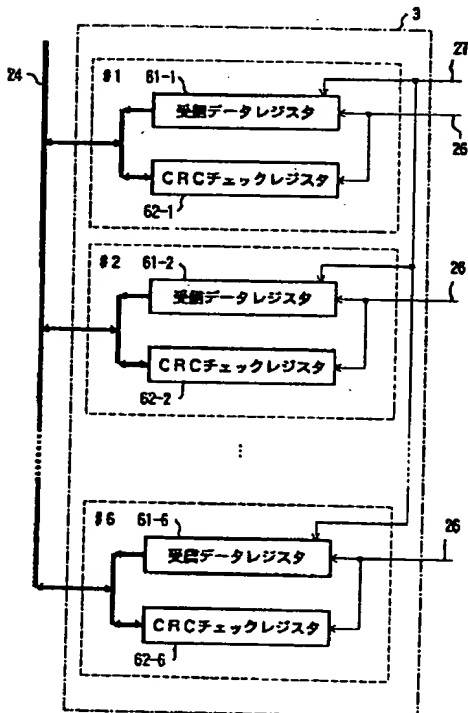 3
24
#1 61-1
27
受信データレジスタ
26
CRCチェックレジスタ
62-1
#2 61-2
26
受信データレジスタ
CRCチェックレジスタ
62-2
⋮
#6 61-6
26
受信データレジスタ
CRCチェックレジスタ
62-6